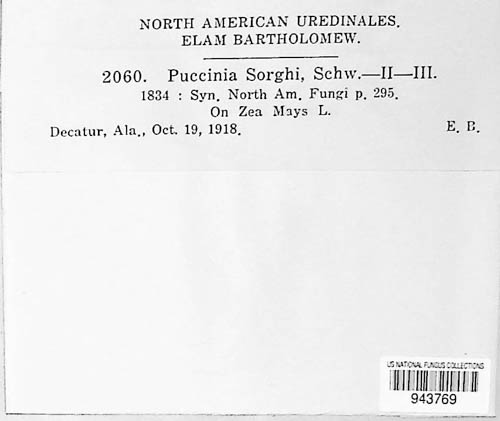 NORTH AMERICAN UREDINALES.
ELAM BARTHOLOMEW.
2060. Puccinia Sorghi, Schw.—II—III.
1834 : Syn. North Am. Fungi p. 295.
On Zea Mays L.
Decatur, Ala., Oct. 19, 1918. E. B.
US NATIONAL FUNGUS COLLECTIONS
943769